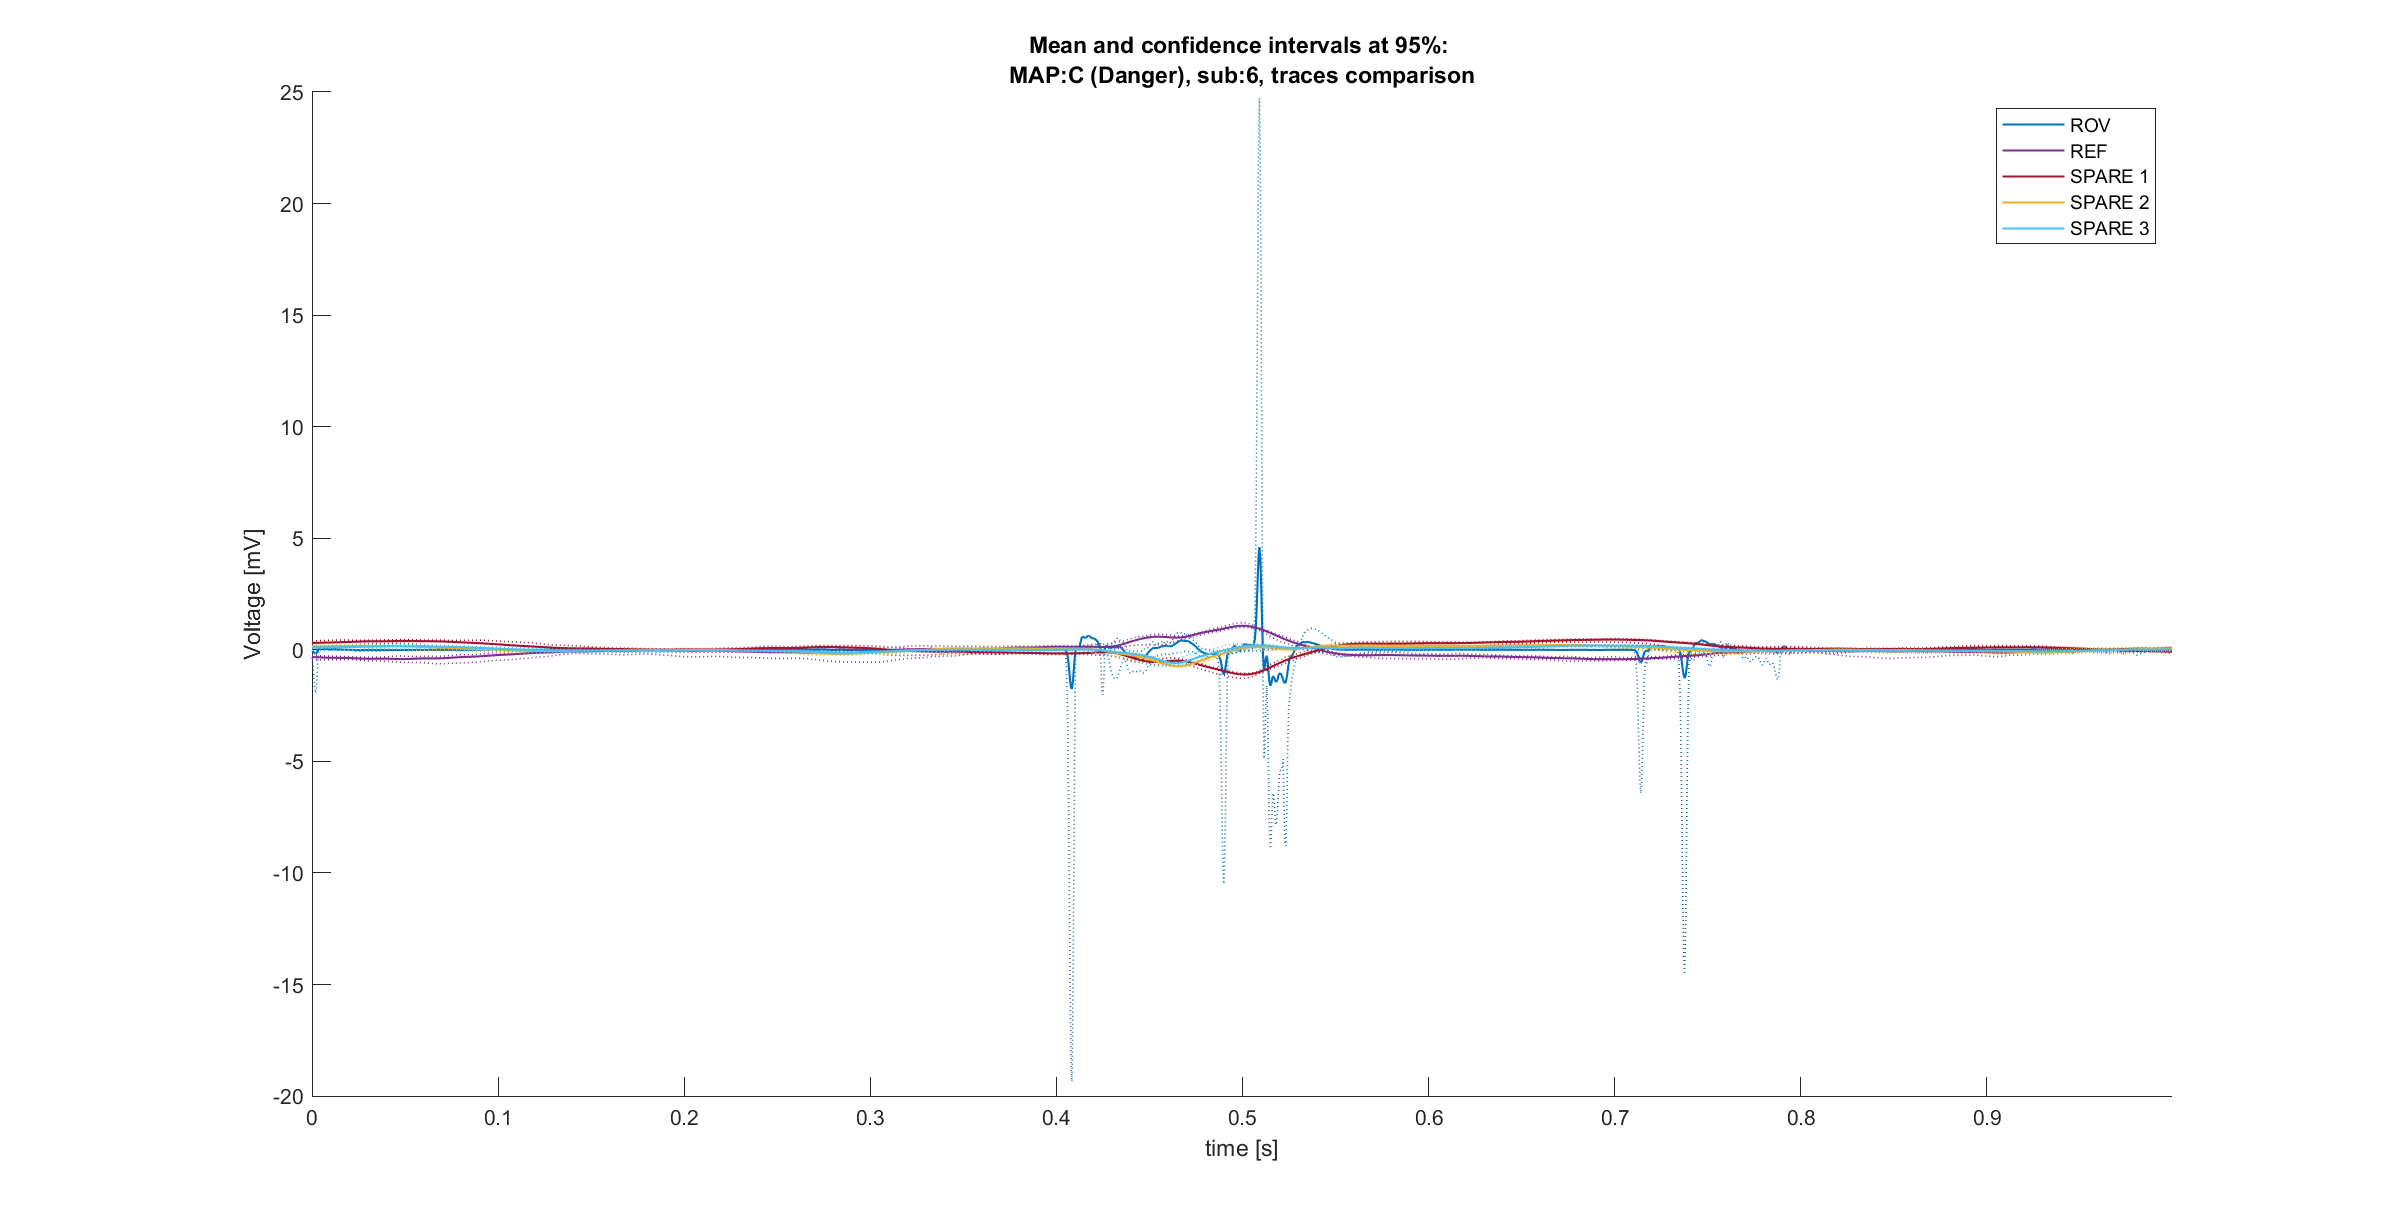 Mean and confidence intervals at 95%:
MAP:C (Danger), sub:6, traces comparison
25
20
15
10
5
0
-5
-10
-15
-20
Voltage [mV]
0
0.1
0.2
0.3
0.4
0.5
0.6
0.7
0.8
0.9
time [s]
ROV
REF
SPARE 1
SPARE 2
SPARE 3